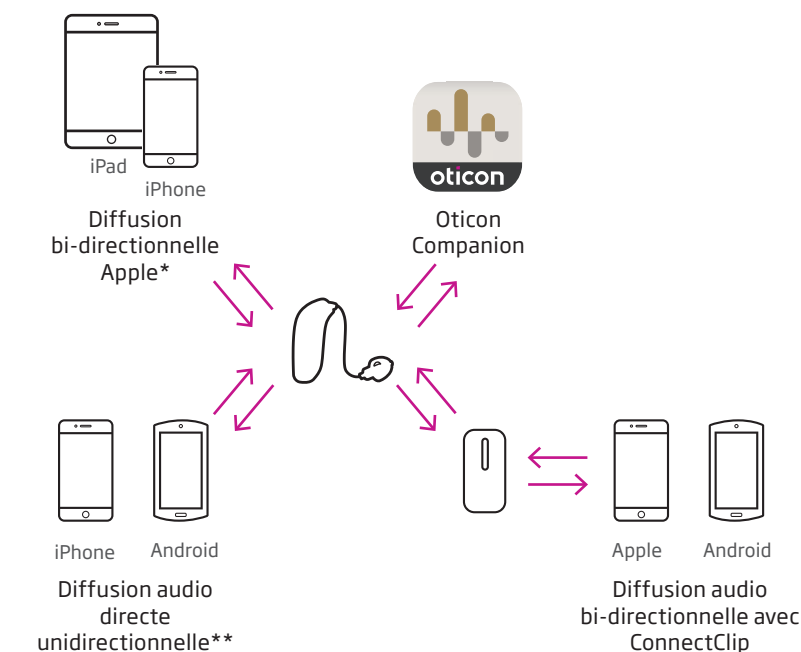 iPad
iPhone
Diffusion
bi-directionnelle
Apple*
oticon
Oticon
Companion
iPhone
Android
Diffusion audio
directe
unidirectionnelle**
Apple
Android
Diffusion audio
bi-directionnelle avec
ConnectClip